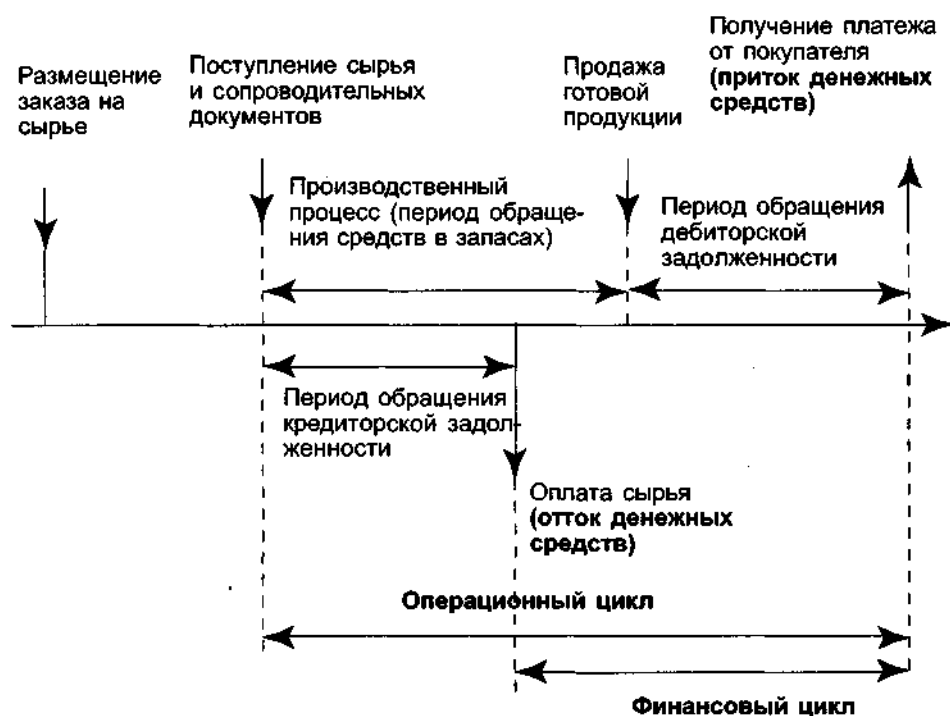 Размещение
заказа на
сырье
Поступление сырья
и сопроводительных
документов
Продажа
готовой
продукции
Получение платежа
от покупателя
(приток денежных
средств)
Производственный
процесс (период обраще-
ния средств в запасах)
Период обращения
дебиторской
задолженности
Период обращения
кредиторской задол-
женности
Оплата сырья
(отток денежных
средств)
Операционный цикл
Финансовый цикл